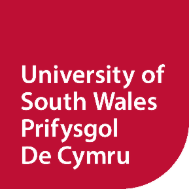 University of
South Wales
Prifysgol
De Cymru